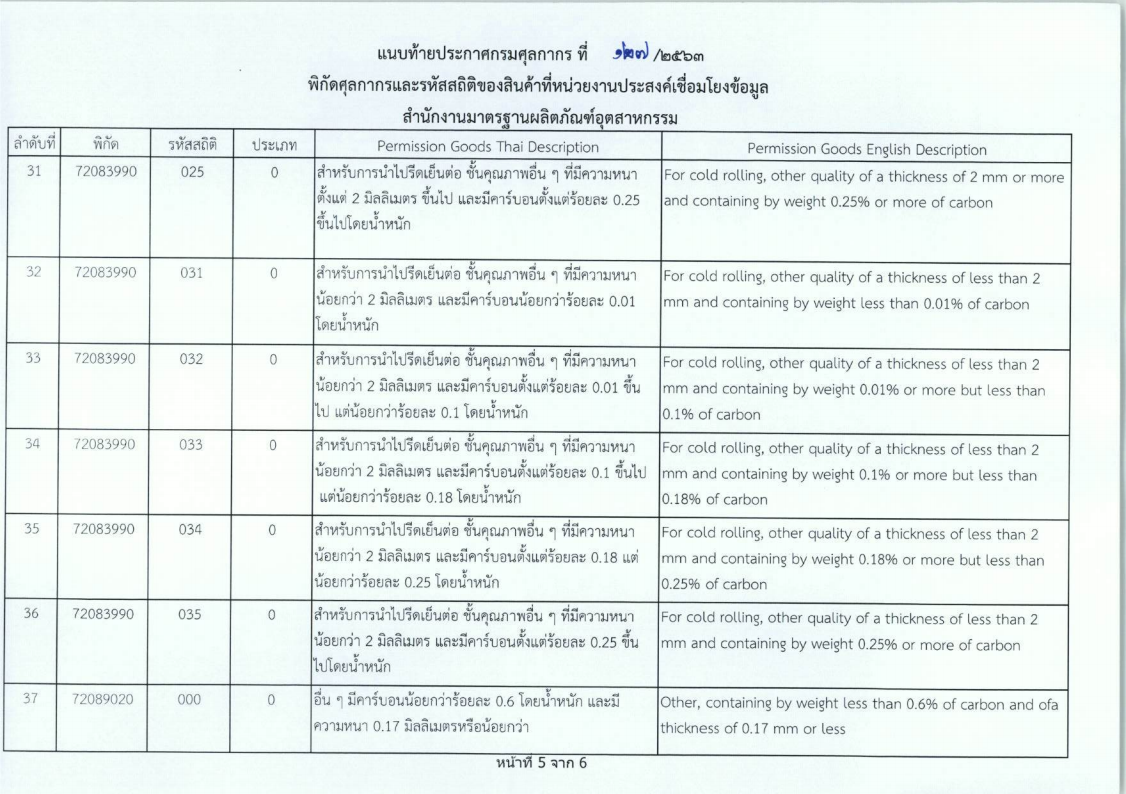 แนบท้ายประกาศกรมศุลกากร ที่ ๑๒๗/๒๕๖๓
พิกัดศุลกากรและรหัสสถิติของสินค้าที่หน่วยงานประสงค์เชื่อมโยงข้อมูล
สำนักงานมาตรฐานผลิตภัณฑ์อุตสาหกรรม
ลำดับที่ พิกัด รหัสสถิติ ประเภท Permission Goods Thai Description Permission Goods English Description
31 72083990 025 0 สำหรับการนำไปรีดเย็นต่อ ชั้นคุณภาพอื่น ๆ ที่มีความหนา
ตั้งแต่ 2 มิลลิเมตร ขึ้นไป และมีคาร์บอนตั้งแต่ร้อยละ 0.25
ขึ้นไปโดยน้ำหนัก
For cold rolling, other quality of a thickness of 2 mm or more
and containing by weight 0.25% or more of carbon
32 72083990 031 0 สำหรับการนำไปรีดเย็นต่อ ชั้นคุณภาพอื่น ๆ ที่มีความหนา
น้อยกว่า 2 มิลลิเมตร และมีคาร์บอนน้อยกว่าร้อยละ 0.01
โดยน้ำหนัก
For cold rolling, other quality of a thickness of less than 2
mm and containing by weight less than 0.01% of carbon
33 72083990 032 0 สำหรับการนำไปรีดเย็นต่อ ชั้นคุณภาพอื่น ๆ ที่มีความหนา
น้อยกว่า 2 มิลลิเมตร และมีคาร์บอนตั้งแต่ร้อยละ 0.01 ขึ้น
ไป แต่น้อยกว่าร้อยละ 0.1 โดยน้ำหนัก
For cold rolling, other quality of a thickness of less than 2
mm and containing by weight 0.01% or more but less than
0.1% of carbon
34 72083990 033 0 สำหรับการนำไปรีดเย็นต่อ ชั้นคุณภาพอื่น ๆ ที่มีความหนา
น้อยกว่า 2 มิลลิเมตร และมีคาร์บอนตั้งแต่ร้อยละ 0.1 ขึ้นไป
แต่น้อยกว่าร้อยละ 0.18 โดยน้ำหนัก
For cold rolling, other quality of a thickness of less than 2
mm and containing by weight 0.1% or more but less than
0.18% of carbon
35 72083990 034 0 สำหรับการนำไปรีดเย็นต่อ ชั้นคุณภาพอื่น ๆ ที่มีความหนา
น้อยกว่า 2 มิลลิเมตร และมีคาร์บอนตั้งแต่ร้อยละ 0.18 แต่
น้อยกว่าร้อยละ 0.25 โดยน้ำหนัก
For cold rolling, other quality of a thickness of less than 2
mm and containing by weight 0.18% or more but less than
0.25% of carbon
36 72083990 035 0 สำหรับการนำไปรีดเย็นต่อ ชั้นคุณภาพอื่น ๆ ที่มีความหนา
น้อยกว่า 2 มิลลิเมตร และมีคาร์บอนตั้งแต่ร้อยละ 0.25 ขึ้น
ไปโดยน้ำหนัก
For cold rolling, other quality of a thickness of less than 2
mm and containing by weight 0.25% or more of carbon
37 72089020 000 0 อื่น ๆ มีคาร์บอนน้อยกว่าร้อยละ 0.6 โดยน้ำหนัก และมี
ความหนา 0.17 มิลลิเมตรหรือน้อยกว่า
Other, containing by weight less than 0.6% of carbon and ofa
thickness of 0.17 mm or less
หน้าที่ 5 จาก 6